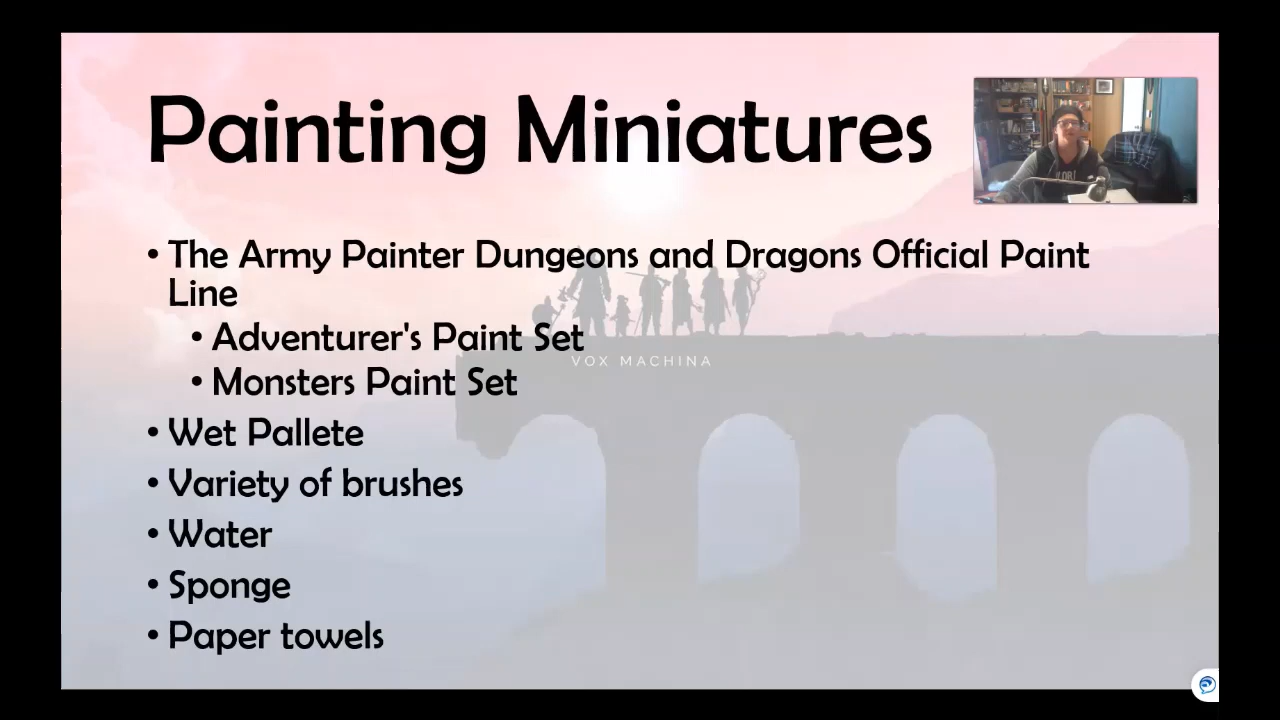 Painting Miniatures
• The Army Painter Dungeons and Dragons Official Paint
Line
• Adventurer's Paint Set
VOX MACHINA
• Monsters Paint Set
• Wet Pallete
• Variety of brushes
• Water
• Sponge
• Paper towels